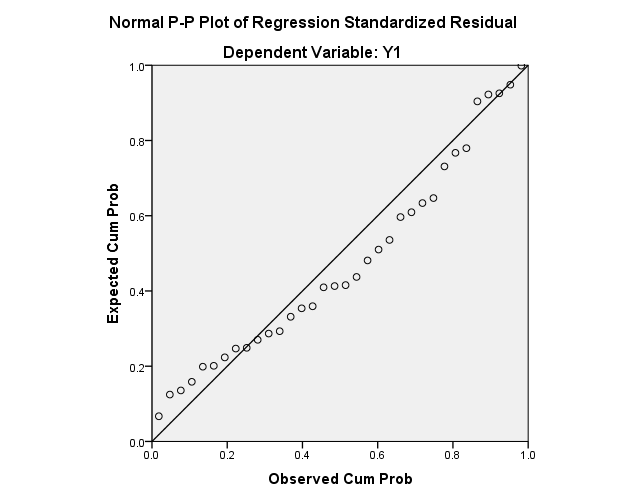 Normal P-P Plot of Regression Standardized Residual
Dependent Variable: Y1
Expected Cum Prob
1.0
0.8
0.6
0.4
0.2
0.0
0.0 0.2 0.4 0.6 0.8 1.0
Observed Cum Prob